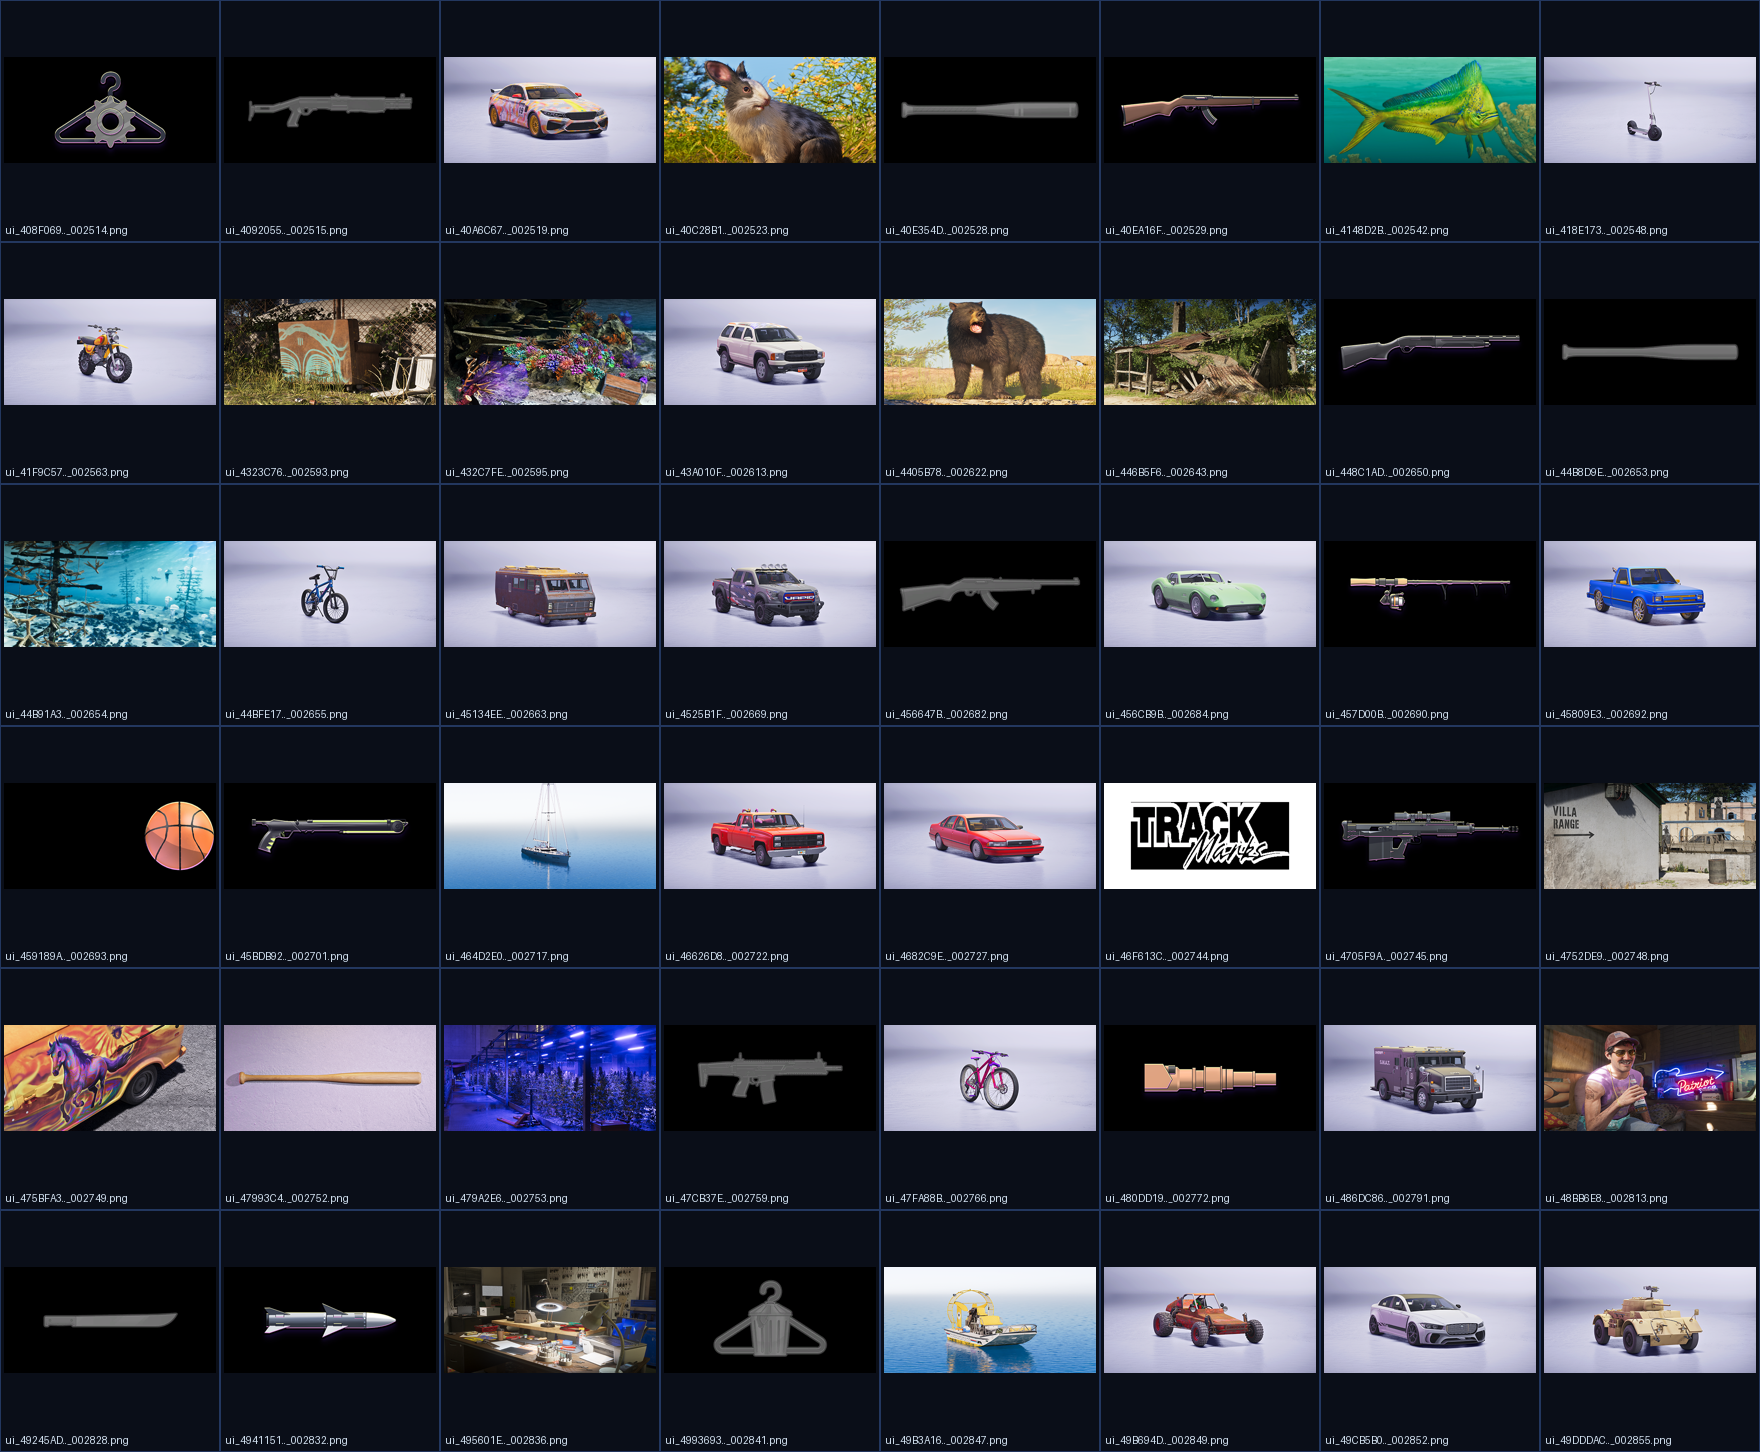 ui_408F069.._002514.png
ui_4092055.._002515.png
ui_40A6C67.._002519.png
ui_40C28B1.._002523.png
ui_40E354D.._002528.png
ui_40EA16F.._002529.png
ui_4148D2B.._002542.png
ui_418E173.._002548.png
ui_41F9C57.._002563.png
ui_4323C76.._002593.png
ui_432C7FE.._002595.png
ui_43A010F.._002613.png
ui_4405B78.._002622.png
ui_446B5F6.._002643.png
ui_448C1AD.._002650.png
ui_44B8D9E.._002653.png
ui_44B91A3.._002654.png
ui_44BFE17.._002655.png
ui_45134EE.._002663.png
VAPID
ui_4525B1F.._002669.png
ui_456647B.._002682.png
ui_456CB9B.._002684.png
ui_457D00B.._002690.png
ui_45809E3.._002692.png
ui_459189A.._002693.png
ui_45BDB92.._002701.png
ui_464D2E0.._002717.png
ui_46626D8.._002722.png
ui_4682C9E.._002727.png
TRACK
Marks
ui_46F613C.._002744.png
ui_4705F9A.._002745.png
VILLA
RANGE
ui_4752DE9.._002748.png
ui_475BFA3.._002749.png
ui_47993C4.._002752.png
ui_479A2E6.._002753.png
ui_47CB37E.._002759.png
ui_47FA88B.._002766.png
ui_480DD19.._002772.png
ui_486DC86.._002791.png
Patriot
ui_48BB6E8.._002813.png
ui_49245AD.._002828.png
ui_4941151.._002832.png
ui_495601E.._002836.png
ui_4993693.._002841.png
ui_49B3A16.._002847.png
ui_49B694D.._002849.png
ui_49CB5B0.._002852.png
ui_49DDDAC.._002855.png